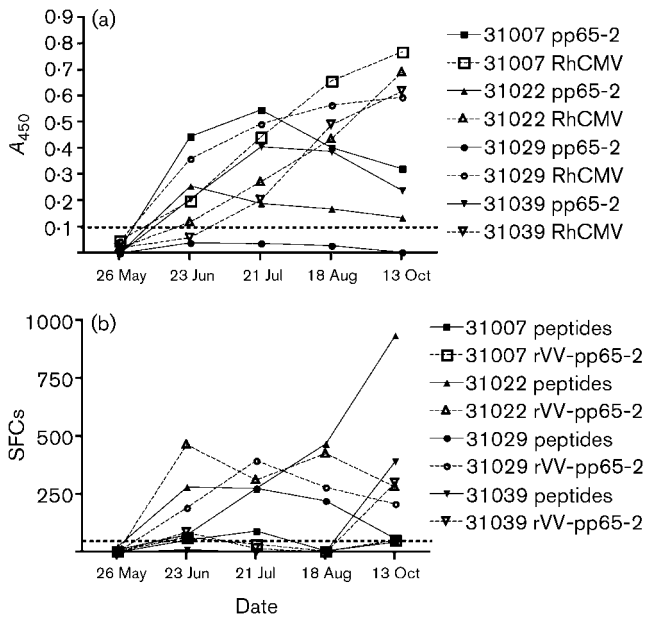 (a)
0·9
0·8
0·7
0·6
0·5
0·4
0·3
0·2
0·1
A450
26 May 23 Jun 21 Jul 18 Aug 13 Oct
31007 pp65-2
31007 RhCMV
31022 pp65-2
31022 RhCMV
31029 pp65-2
31029 RhCMV
31039 pp65-2
31039 RhCMV
(b)
1000
750
500
250
SFCs
26 May 23 Jun 21 Jul 18 Aug 13 Oct
Date
31007 peptides
31007 rVV-pp65-2
31022 peptides
31022 rVV-pp65-2
31029 peptides
31029 rVV-pp65-2
31039 peptides
31039 rVV-pp65-2